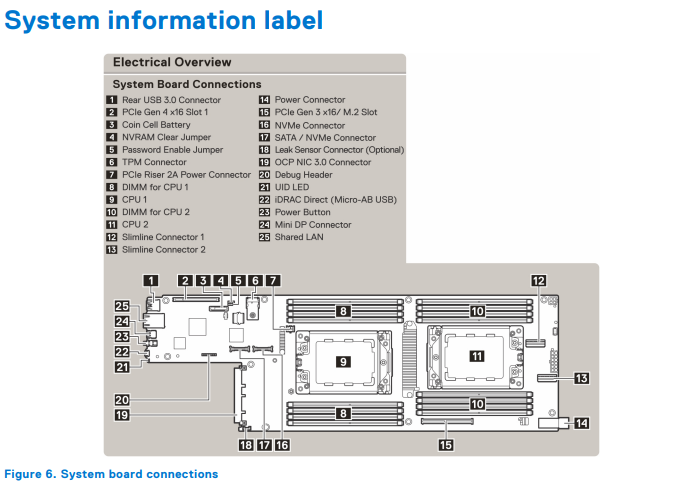 System information label
Electrical Overview
System Board Connections
1 Rear USB 3.0 Connector
2 PCIe Gen 4 x16 Slot 1
3 Coin Cell Battery
4 NVRAM Clear Jumper
5 Password Enable Jumper
6 TPM Connector
7 PCIe Riser 2A Power Connector
8 DIMM for CPU 1
9 CPU 1
10 DIMM for CPU 2
11 CPU 2
12 Slimline Connector 1
13 Slimline Connector 2
14 Power Connector
15 PCIe Gen 3 x16/ M.2 Slot
16 NVMe Connector
17 SATA / NVMe Connector
18 Leak Sensor Connector (Optional)
19 OCP NIC 3.0 Connector
20 Debug Header
21 UID LED
22 iDRAC Direct (Micro-AB USB)
23 Power Button
24 Mini DP Connector
25 Shared LAN
1 2 3 4 5 6 7 12
25
24
23
22
21
20
19
8 10
9 11
8 10
13
14
18 17 16 15
Figure 6. System board connections